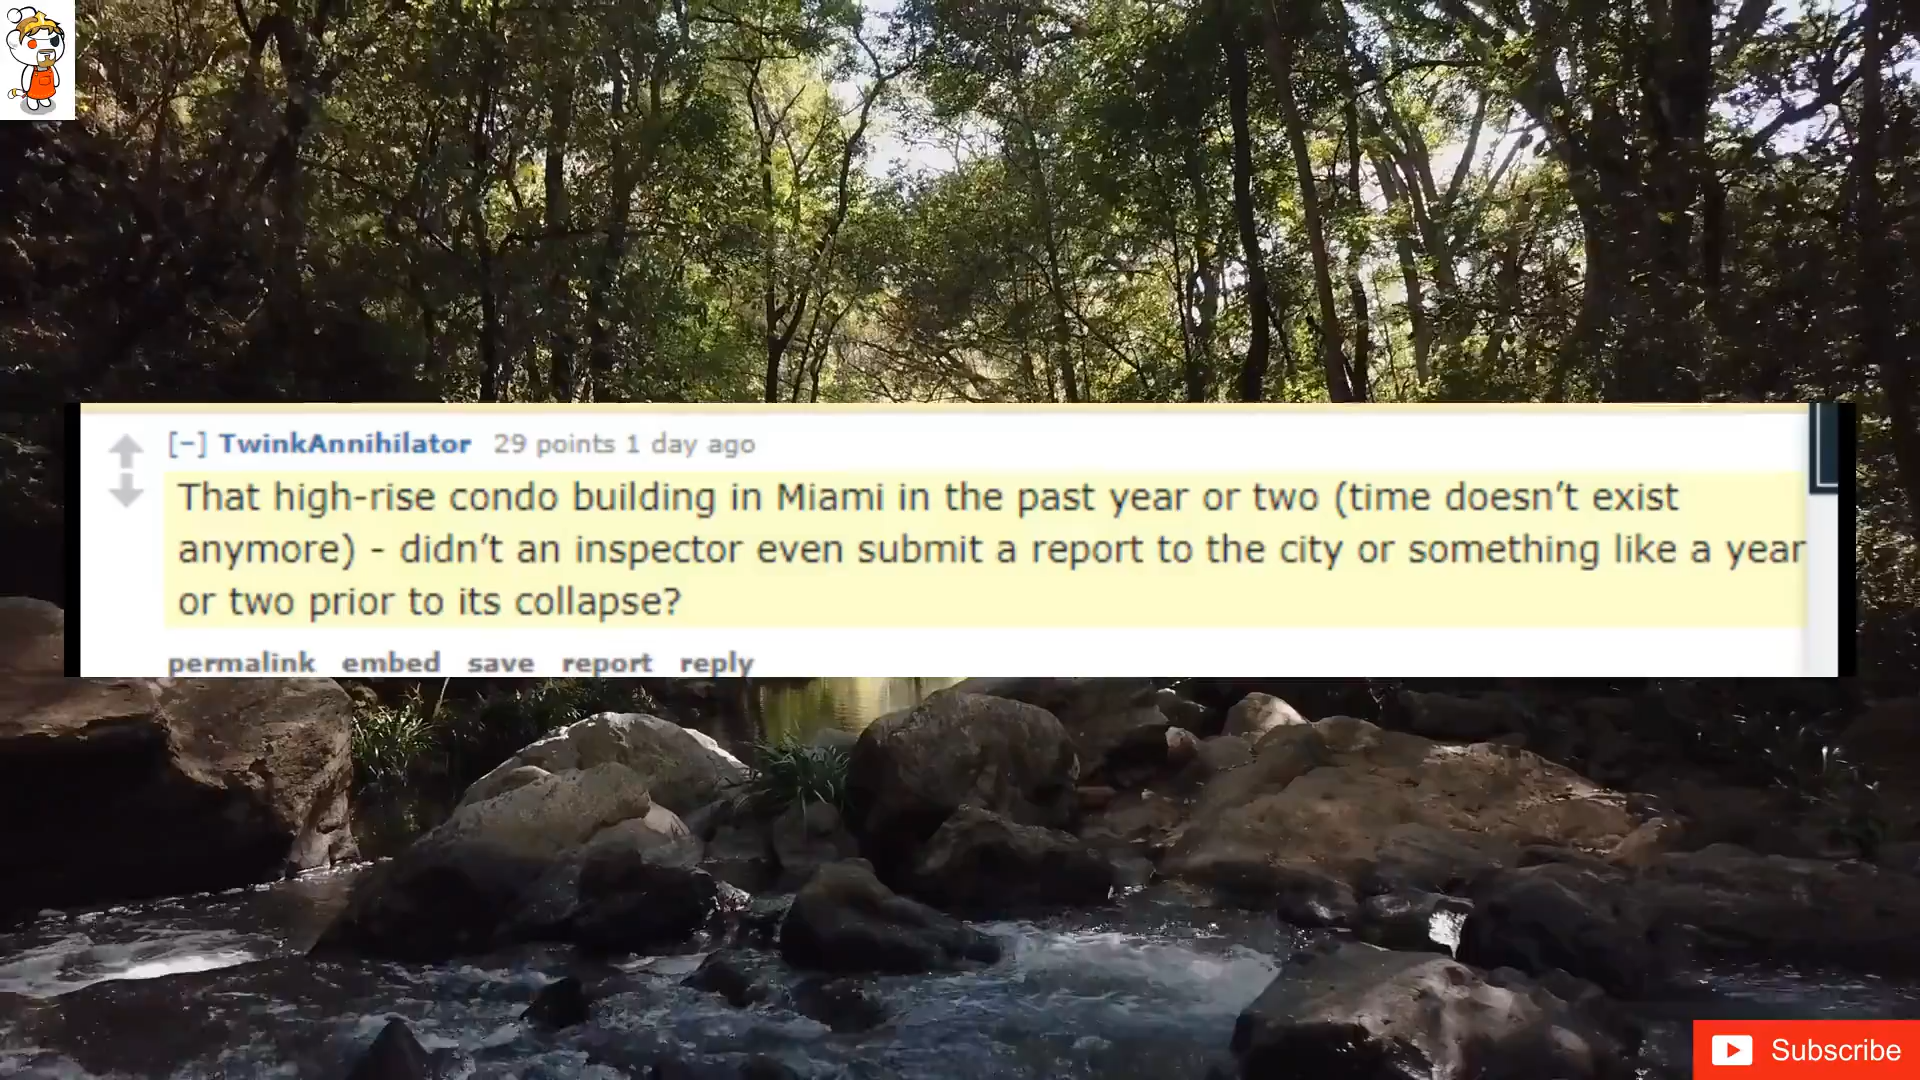 [−] TwinkAnnihilator 29 points 1 day ago
That high-rise condo building in Miami in the past year or two (time doesn’t exist
anymore) - didn’t an inspector even submit a report to the city or something like a year
or two prior to its collapse?
permalink embed save report reply
Subscribe